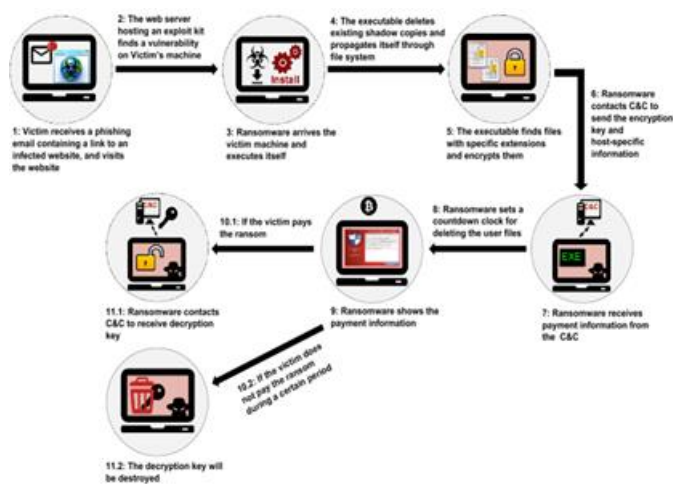 2: The web server
hosting an exploit kit
finds a vulnerability
on Victim's machine
4: The executable deletes
existing shadow copies and
propagates itself through
file system
Install
1: Victim receives a phishing
email containing a link to an
infected website, and visits
the website
3: Ransomware arrives the
victim machine and
executes itself
5: The executable finds files
with specific extensions
and encrypts them
6: Ransomware
contacts C&C to
send the encryption
key and
host-specific
information
C&C
10.1: If the victim pays
the ransom
8: Ransomware sets a
countdown clock for
deleting the user files
C&C
EXE
11.1: Ransomware contacts
C&C to receive decryption
key
9: Ransomware shows the
payment information
7: Ransomware receives
payment information from
the C&C
10.2: If the victim does
not pay the ransom
during a certain period
11.2: The decryption key will
be destroyed